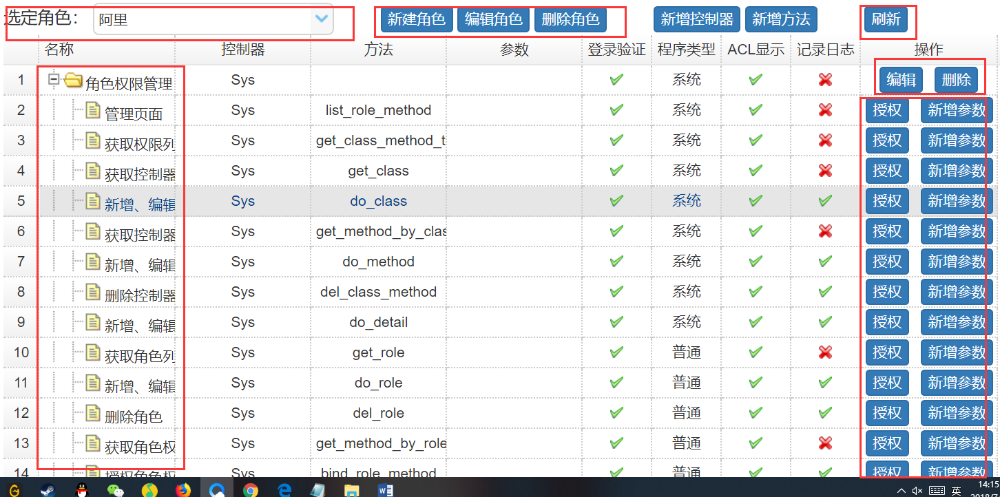 选定角色： 阿里 新建角色 编辑角色 删除角色 新增控制器 新增方法 刷新
名称 控制器 方法 参数 登录验证 程序类型 ACL显示 记录日志 操作
1 角色权限管理 Sys 系统 编辑 删除
2 管理页面 Sys list_role_method 系统 授权 新增参数
3 获取权限列 Sys get_class_method_t 系统 授权 新增参数
4 获取控制器 Sys get_class 系统 授权 新增参数
5 新增、编辑 Sys do_class 系统 授权 新增参数
6 获取控制器 Sys get_method_by_clas 系统 授权 新增参数
7 新增、编辑 Sys do_method 系统 授权 新增参数
8 删除控制器 Sys del_class_method 系统 授权 新增参数
9 新增、编辑 Sys do_detail 系统 授权 新增参数
10 获取角色列 Sys get_role 普通 授权 新增参数
11 新增、编辑 Sys do_role 普通 授权 新增参数
12 删除角色 Sys del_role 普通 授权 新增参数
13 获取角色权 Sys get_method_by_role 普通 授权 新增参数
14 授权角色权 Sys bind_role_method 普通 授权 新增参数
英 14:15